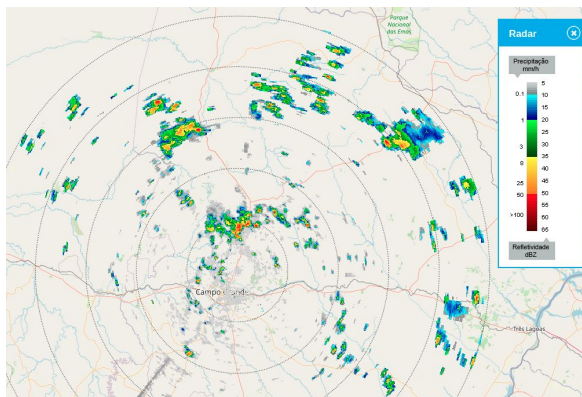 Parque
Nacional
das Emas
Radar
Precipitação
mm/h
5
0.1 10
15
1 20
25
3 30
9 35
40
25 45
50 50
55
>100 60
65
Refletividade
dBZ
Campo Grande
Três Lagoas